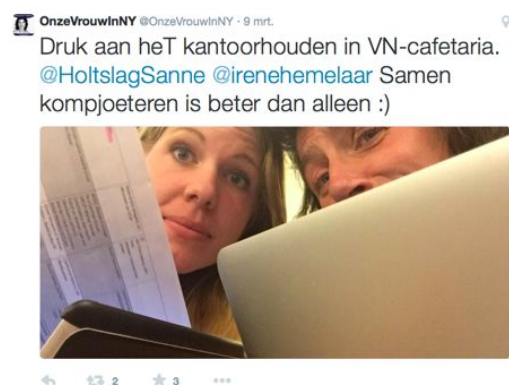 OnzeVrouwInNY @OnzeVrouwInNY · 9 mrt.
Druk aan heT kantoorhouden in VN-cafetaria.
@HoltslagSanne @irenehemelaar Samen
kompjoeteren is beter dan alleen :)
2 3